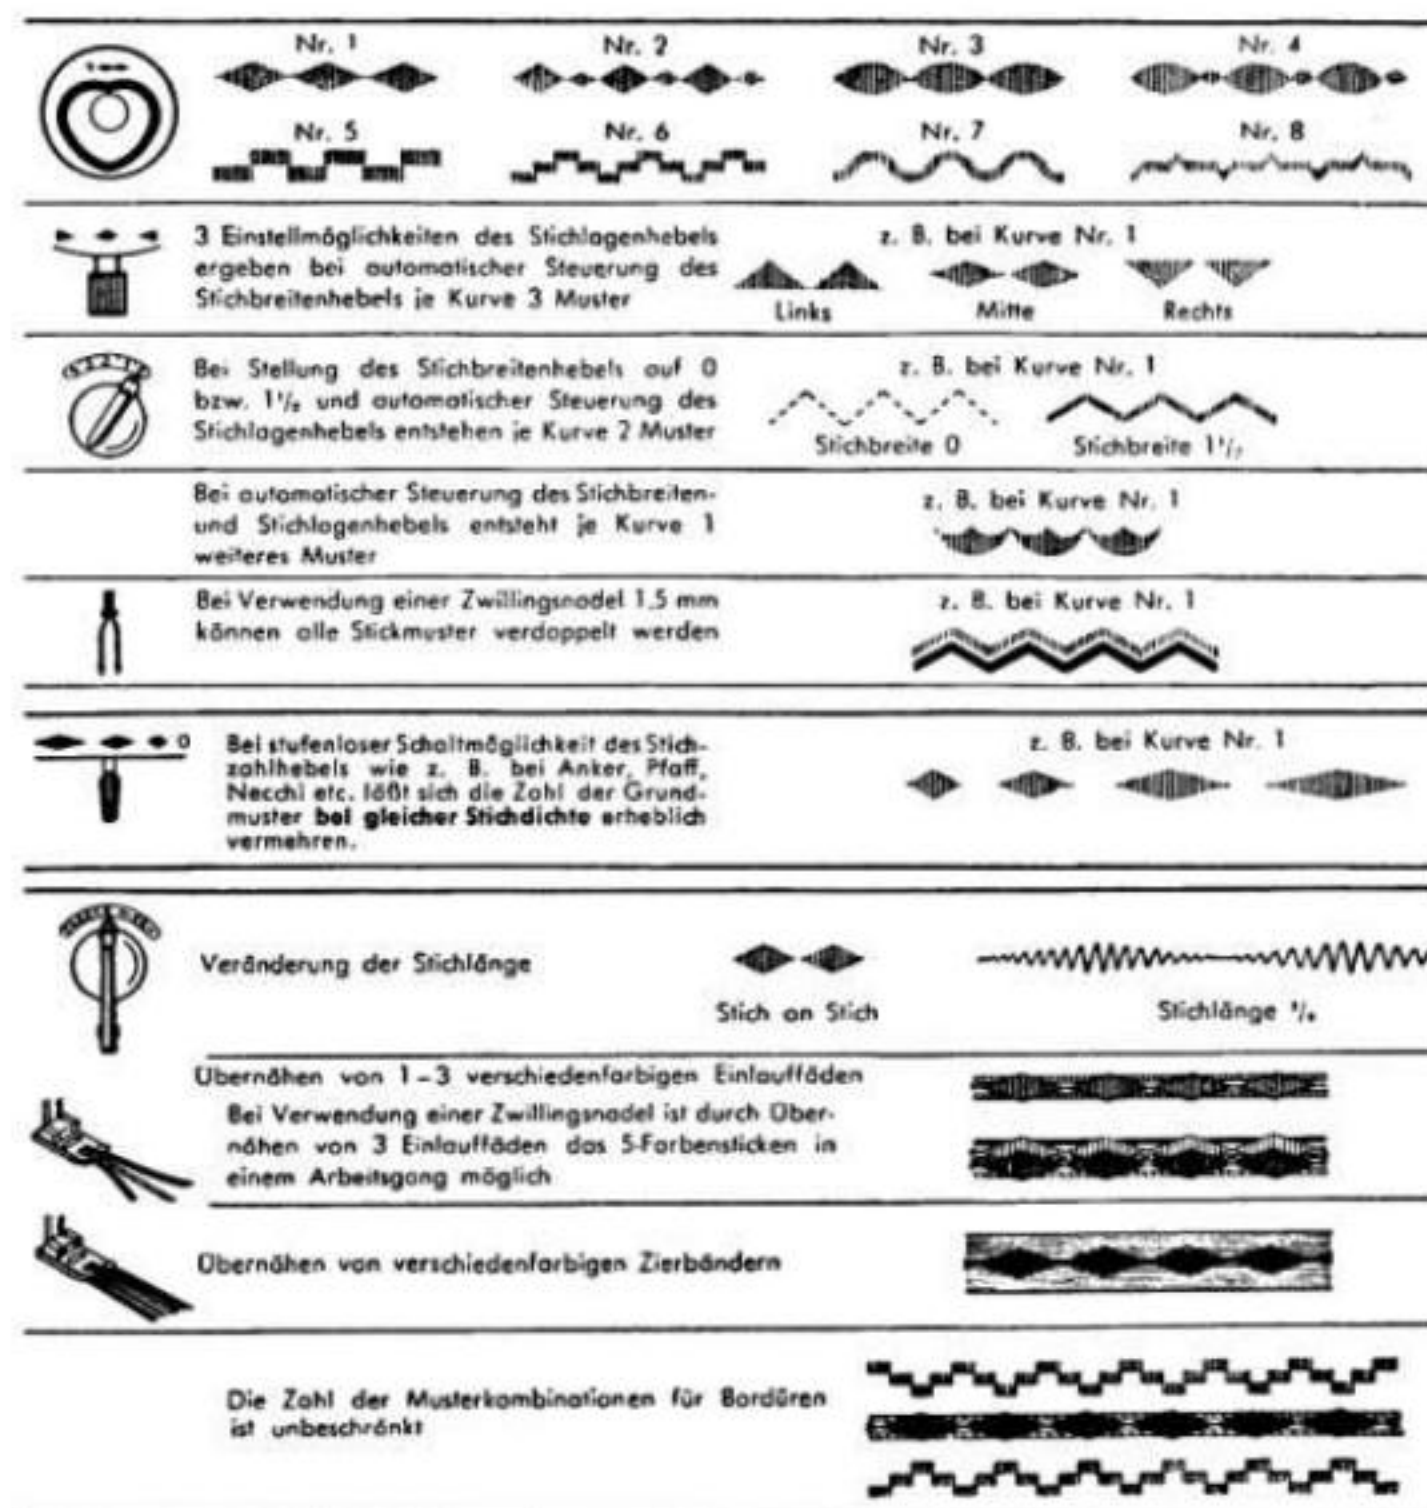 Nr. 1 Nr. 2 Nr. 3 Nr. 4
Nr. 5 Nr. 6 Nr. 7 Nr. 8
3 Einstellmöglichkeiten des Stichlagenhebels
ergeben bei automatischer Steuerung des
Stichbreitenhebels je Kurve 3 Muster
z. B. bei Kurve Nr. 1
Links Mitte Rechts
Bei Stellung des Stichbreitenhebels auf 0
bzw. 1¹/₂ und automatischer Steuerung des
Stichlagenhebels entstehen je Kurve 2 Muster
z. B. bei Kurve Nr. 1
Stichbreite 0 Stichbreite 1¹/₂
Bei automatischer Steuerung des Stichbreiten-
und Stichlagenhebels entsteht je Kurve 1
weiteres Muster
z. B. bei Kurve Nr. 1
Bei Verwendung einer Zwillingsnadel 1,5 mm
können alle Stickmuster verdoppelt werden
z. B. bei Kurve Nr. 1
0
Bei stufenloser Schaltmöglichkeit des Stich-
zahlhebels wie z. B. bei Anker, Pfaff,
Necchi etc. läßt sich die Zahl der Grund-
muster bei gleicher Stichdichte erheblich
vermehren.
z. B. bei Kurve Nr. 1
Veränderung der Stichlänge
Stich an Stich Stichlänge
Übernähen von 1–3 verschiedenfarbigen Einlauffäden
Bei Verwendung einer Zwillingsnadel ist durch Über-
nähen von 3 Einlauffäden das 5-Farbensticken in
einem Arbeitsgang möglich
Übernähen von verschiedenfarbigen Zierbändern
Die Zahl der Musterkombinationen für Bordüren
ist unbeschränkt